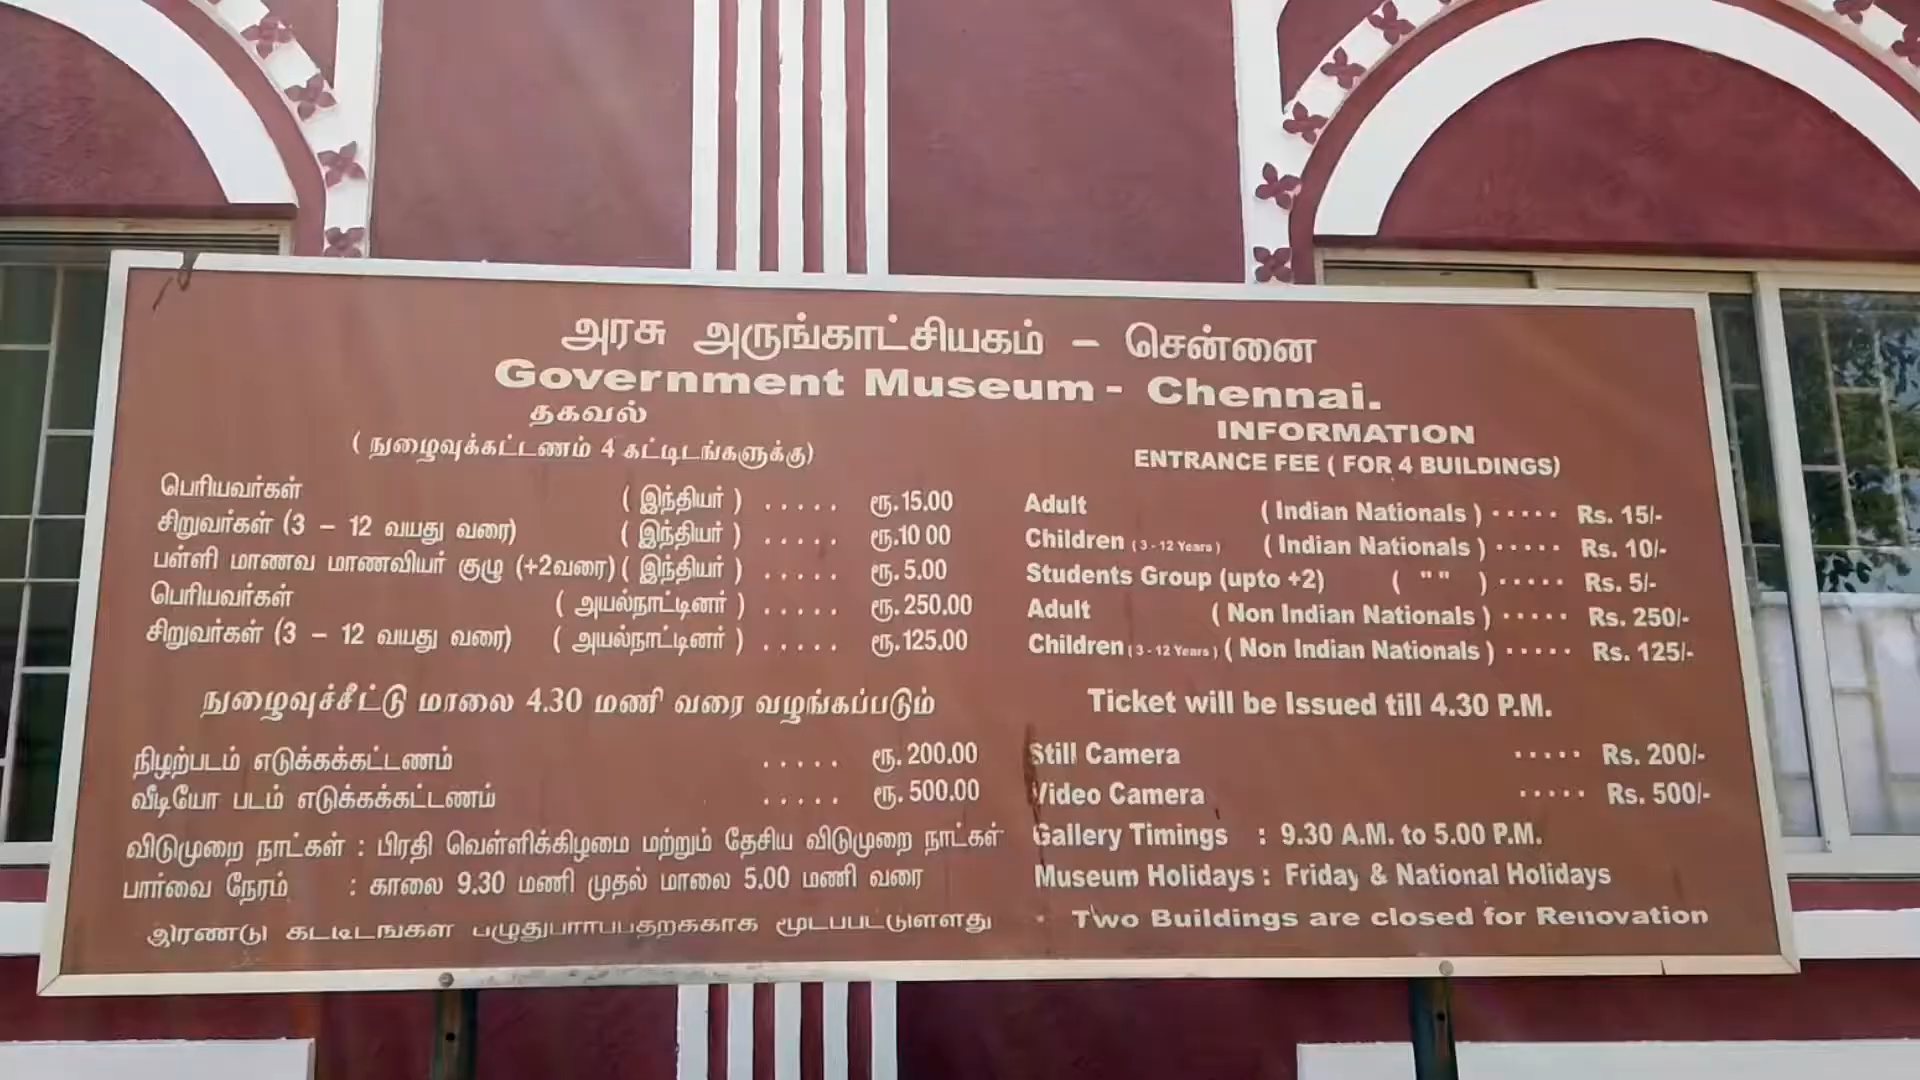 அரசு அருங்காட்சியகம் – சென்னை
Government Museum - Chennai.
தகவல்
( நுழைவுக்கட்டணம் 4 கட்டிடங்களுக்கு)
பெரியவர்கள் ( இந்தியர் ) ..... ரூ.15.00
சிறுவர்கள் (3 – 12 வயது வரை) ( இந்தியர் ) ..... ரூ.10 00
பள்ளி மாணவ மாணவியர் குழு (+2வரை) ( இந்தியர் ) ..... ரூ.5.00
பெரியவர்கள் ( அயல்நாட்டினர் ) ..... ரூ.250.00
சிறுவர்கள் (3 – 12 வயது வரை) ( அயல்நாட்டினர் ) ..... ரூ.125.00
நுழைவுச்சீட்டு மாலை 4.30 மணி வரை வழங்கப்படும்
நிழற்படம் எடுக்கக்கட்டணம் ..... ரூ.200.00
வீடியோ படம் எடுக்கக்கட்டணம் ..... ரூ.500.00
விடுமுறை நாட்கள் : பிரதி வெள்ளிக்கிழமை மற்றும் தேசிய விடுமுறை நாட்கள்
பார்வை நேரம் : காலை 9.30 மணி முதல் மாலை 5.00 மணி வரை
இரண்டு கட்டிடங்கள் பழுதுபார்ப்பதற்க்காக மூடப்பட்டுள்ளது
INFORMATION
ENTRANCE FEE ( FOR 4 BUILDINGS)
Adult ( Indian Nationals ) ..... Rs. 15/-
Children ( 3 - 12 Years ) ( Indian Nationals ) ..... Rs. 10/-
Students Group (upto +2) ( " " ) ..... Rs. 5/-
Adult ( Non Indian Nationals ) ..... Rs. 250/-
Children ( 3 - 12 Years ) ( Non Indian Nationals ) ..... Rs. 125/-
Ticket will be Issued till 4.30 P.M.
Still Camera ..... Rs. 200/-
Video Camera ..... Rs. 500/-
Gallery Timings : 9.30 A.M. to 5.00 P.M.
Museum Holidays : Friday & National Holidays
Two Buildings are closed for Renovation